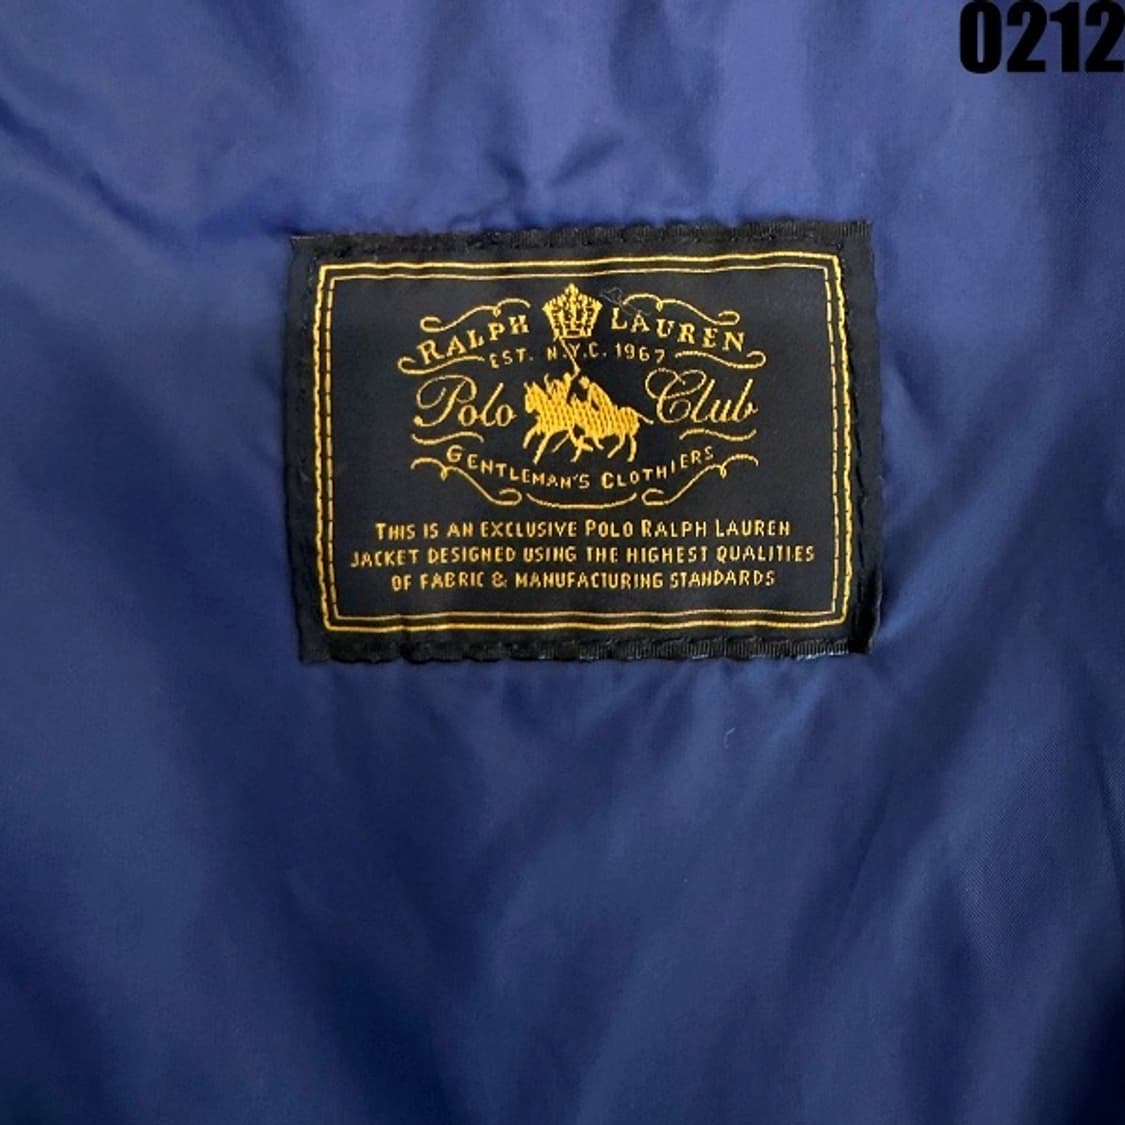 0212
RALPH LAUREN
EST. N.Y.C. 1967
Polo Club
GENTLEMAN'S CLOTHIERS
THIS IS AN EXCLUSIVE POLO RALPH LAUREN
JACKET DESIGNED USING THE HIGHEST QUALITIES
OF FABRIC & MANUFACTURING STANDARDS